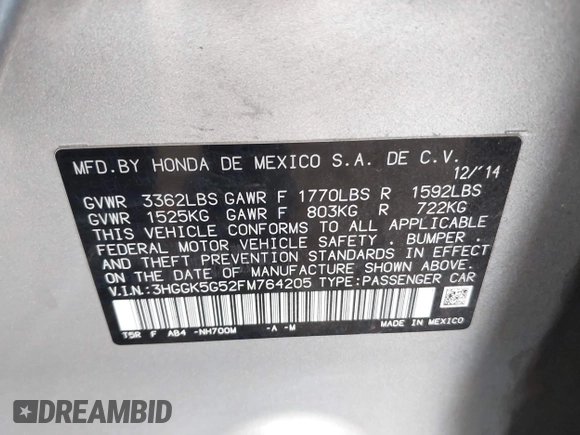 MFD.BY HONDA DE MEXICO S.A. DE C.V.
12/'14
GVWR 3362LBS GAWR F 1770LBS R 1592LBS
GVWR 1525KG GAWR F 803KG R 722KG
THIS VEHICLE CONFORMS TO ALL APPLICABLE
FEDERAL MOTOR VEHICLE SAFETY . BUMPER .
AND THEFT PREVENTION STANDARDS IN EFFECT
ON THE DATE OF MANUFACTURE SHOWN ABOVE.
V.I.N.:3HGGK5G52FM764205 TYPE:PASSENGER CAR
T5R F AB4 -NH700M -A -M MADE IN MEXICO
DREAMBID